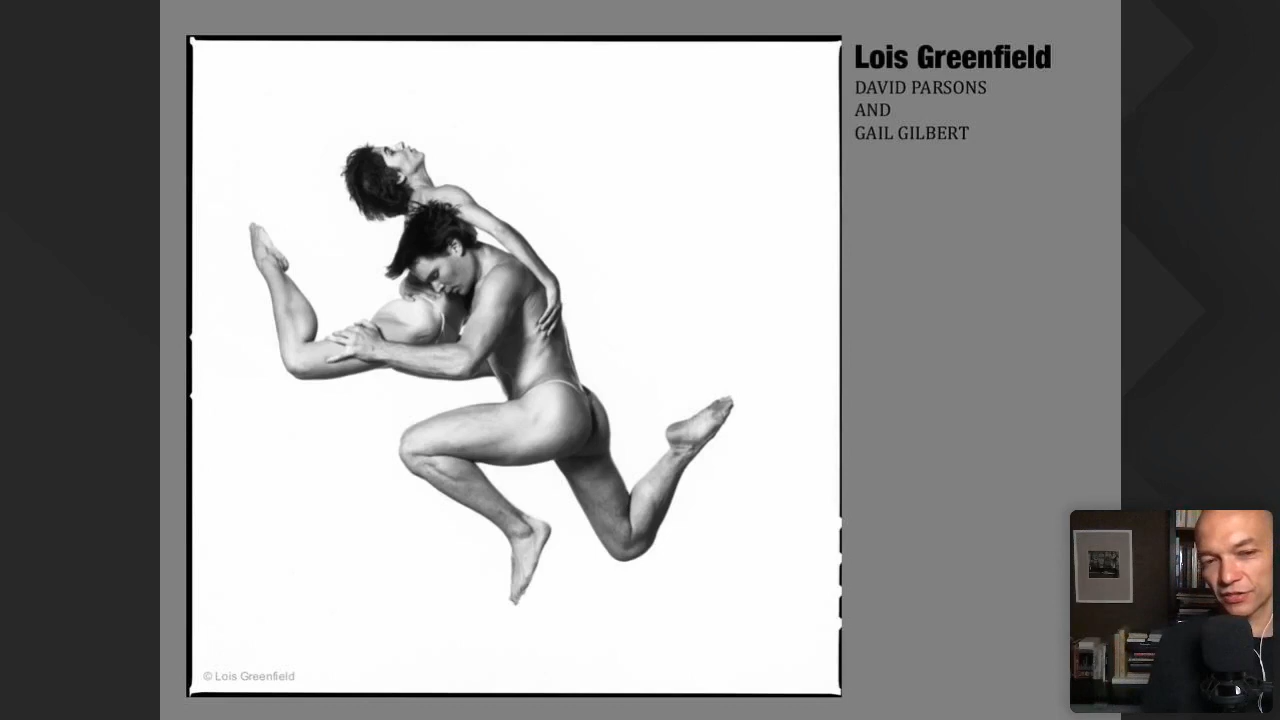 Lois Greenfield
DAVID PARSONS
AND
GAIL GILBERT
© Lois Greenfield